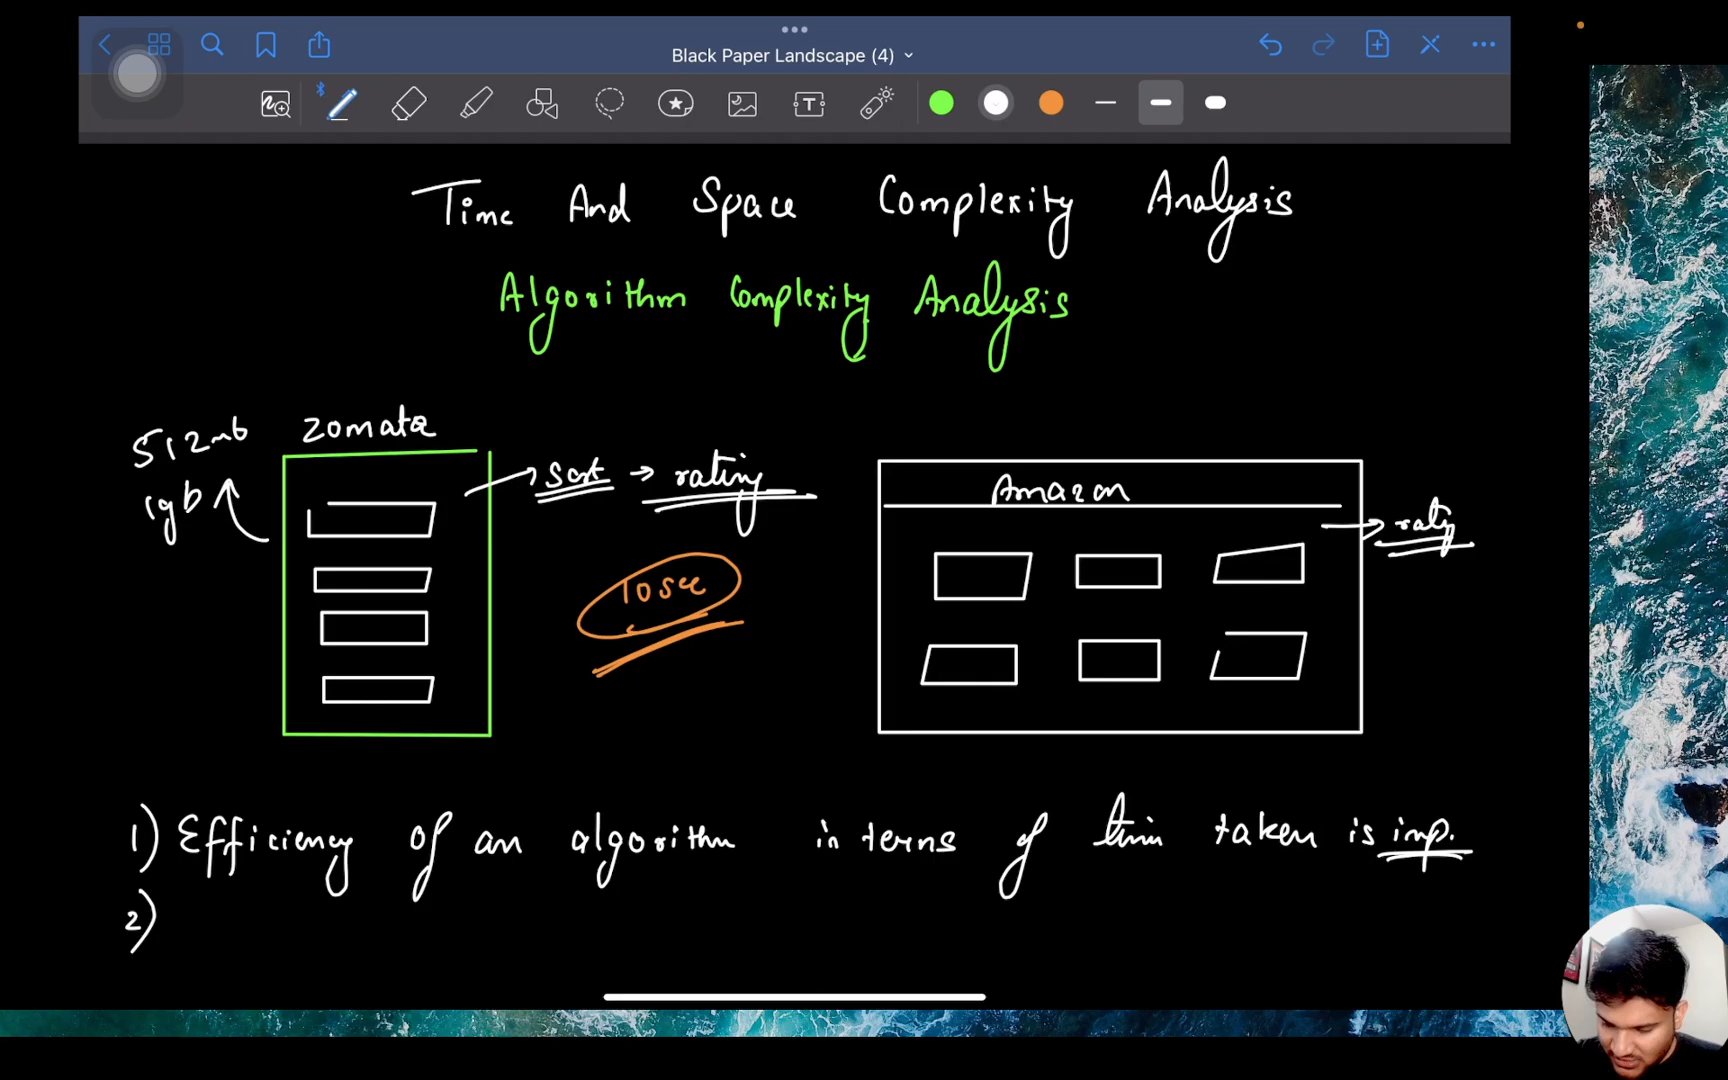 Black Paper Landscape (4)
T
Time And Space Complexity Analysis
Algorithm Complexity Analysis
512mb
1gb
zomato
sort → rating
10sec
Amazon
rating
1) Efficiency of an algorithm in terms of time taken is imp.
2)